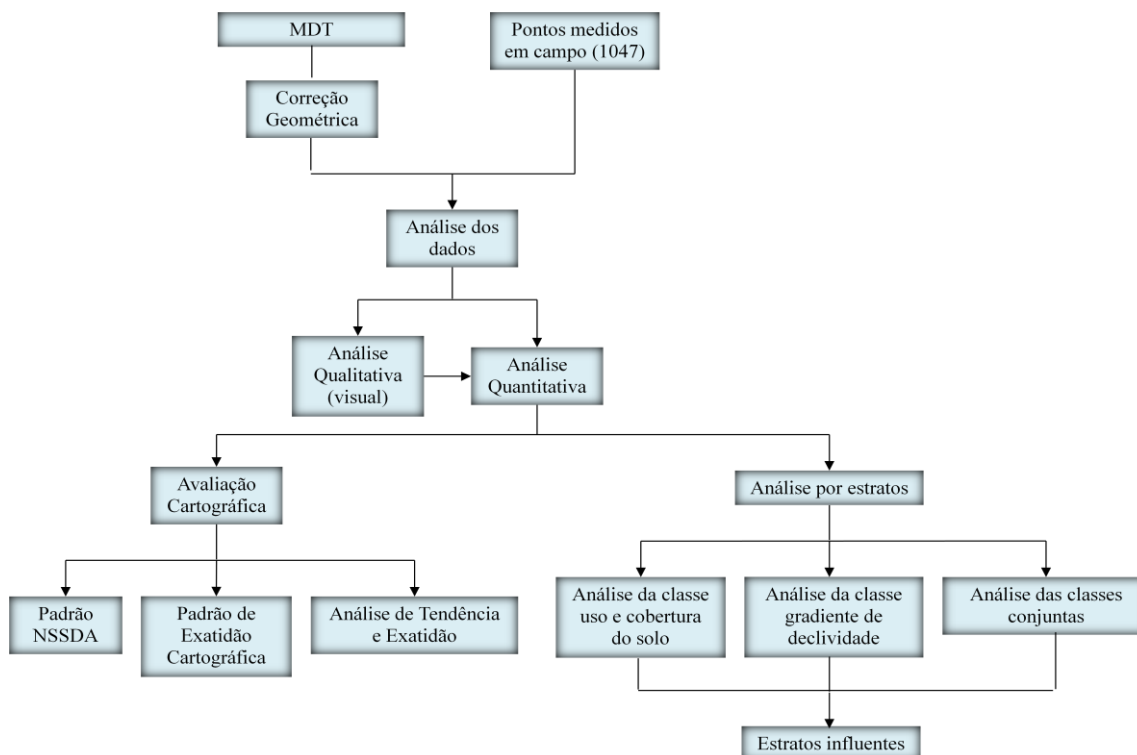 MDT
Pontos medidos
em campo (1047)
Correção
Geométrica
Análise dos
dados
Análise
Qualitativa
(visual)
Análise
Quantitativa
Avaliação
Cartográfica
Análise por estratos
Padrão
NSSDA
Padrão de
Exatidão
Cartográfica
Análise de Tendência
e Exatidão
Análise da classe
uso e cobertura
do solo
Análise da classe
gradiente de
declividade
Análise das classes
conjuntas
Estratos influentes